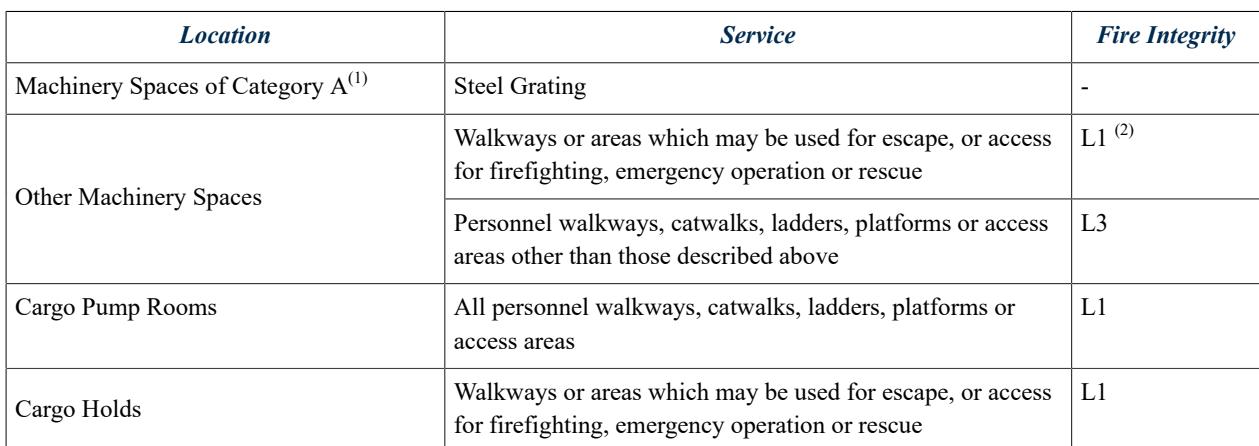 Location Service Fire Integrity
Machinery Spaces of Category A(1) Steel Grating -
Other Machinery Spaces
Walkways or areas which may be used for escape, or access
for firefighting, emergency operation or rescue
L1 (2)
Personnel walkways, catwalks, ladders, platforms or access
areas other than those described above
L3
Cargo Pump Rooms
All personnel walkways, catwalks, ladders, platforms or
access areas
L1
Cargo Holds
Walkways or areas which may be used for escape, or access
for firefighting, emergency operation or rescue
L1